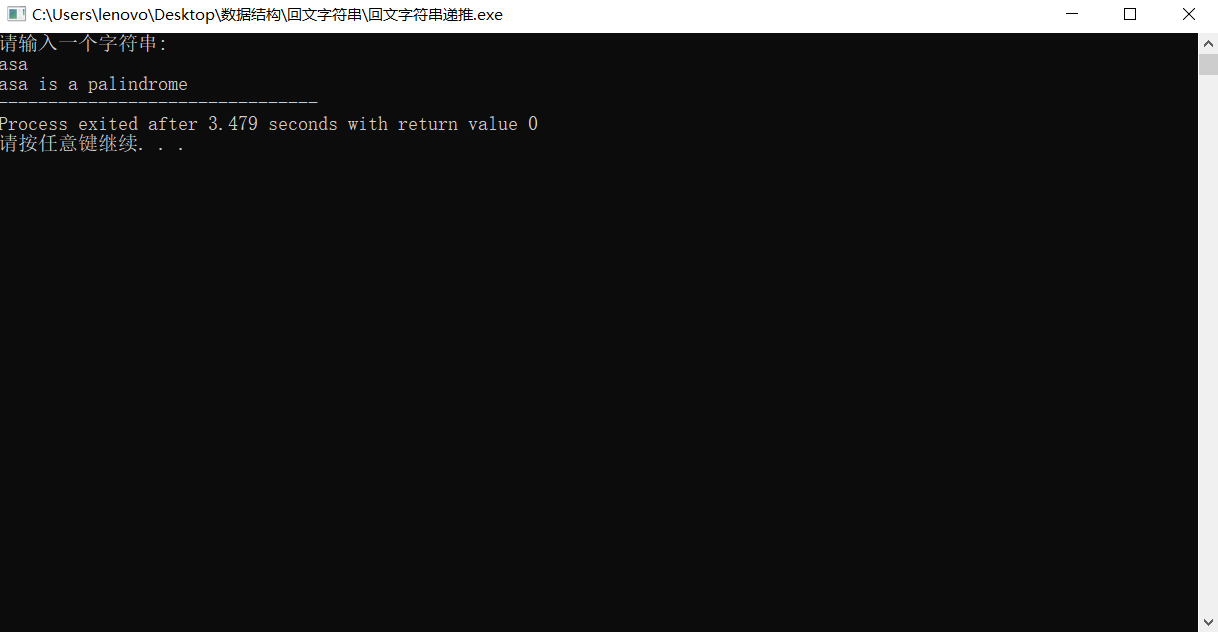 C:\Users\lenovo\Desktop\数据结构\回文字符串\回文字符串递推.exe
请输入一个字符串:
asa
asa is a palindrome
--------------------------------
Process exited after 3.479 seconds with return value 0
请按任意键继续. . .